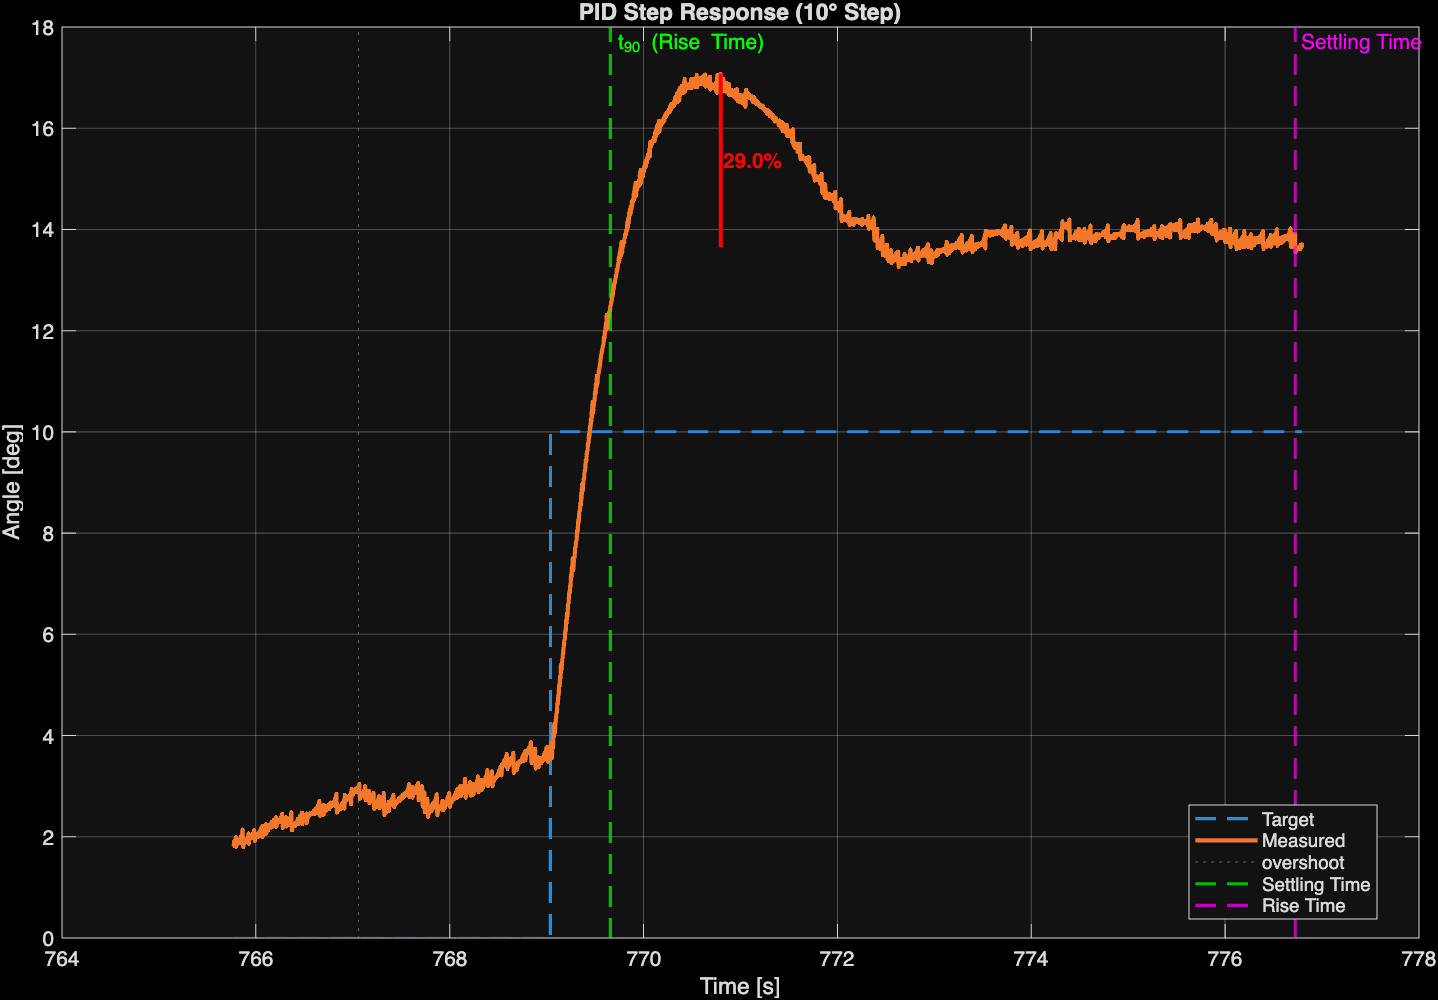 PID Step Response (10° Step)
18
t90 (Rise Time)
Settling Time
16
29.0%
14
12
10
Angle [deg]
8
6
4
2
0
Target
Measured
overshoot
Settling Time
Rise Time
764
766
768
770
772
774
776
778
Time [s]